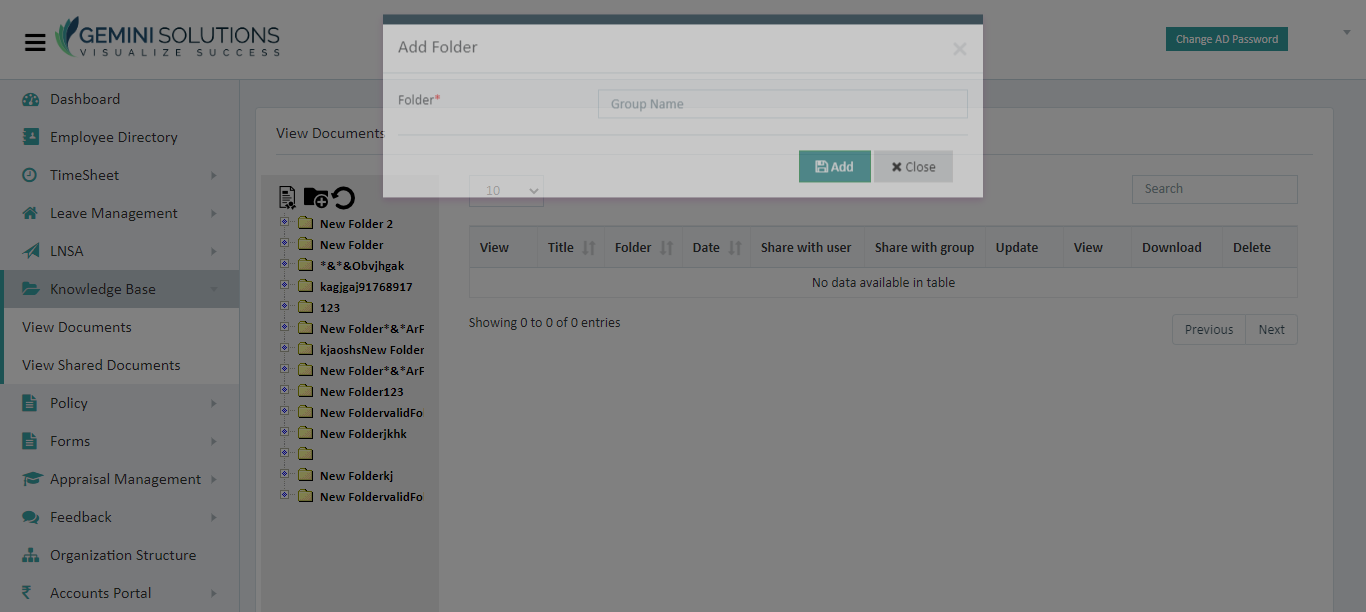 GEMINI SOLUTIONS
VISUALIZE SUCCESS
Add Folder
×
Change AD Password
Folder*
Group Name
Add
Close
Dashboard
Employee Directory
TimeSheet
Leave Management
LNSA
Knowledge Base
View Documents
View Shared Documents
Policy
Forms
Appraisal Management
Feedback
Organization Structure
Accounts Portal
View Documents
New Folder 2
New Folder
*&*&Obvjhgak
kagjgaj91768917
123
New Folder*&*ArF
kjaoshsNew Folder
New Folder*&*ArF
New Folder123
New FoldervalidFo
New Folderjkhk
New Folderkj
New FoldervalidFo
10
Search
View Title Folder Date Share with user Share with group Update View Download Delete
No data available in table
Showing 0 to 0 of 0 entries
Previous Next